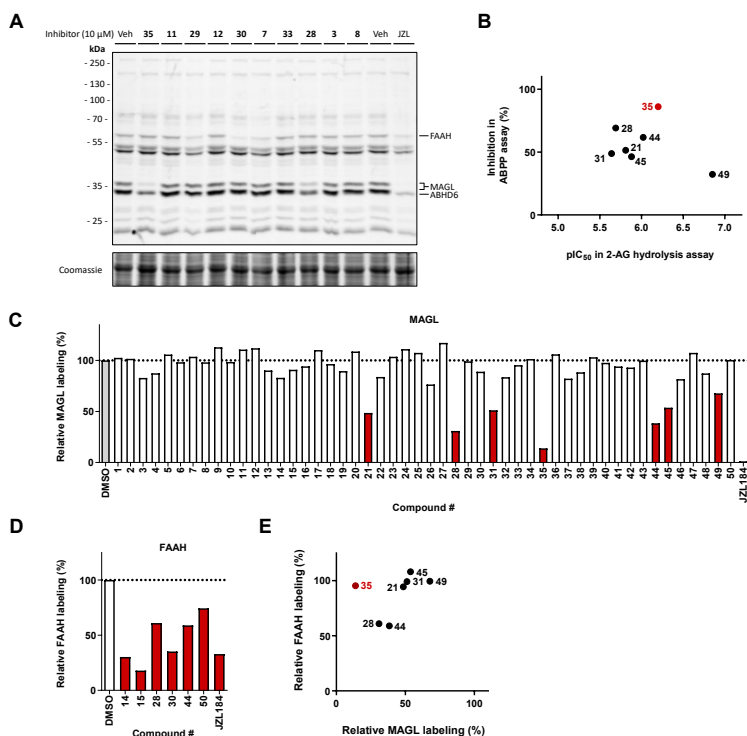 A
Inhibitor (10 µM) Veh 35 11 29 12 30 7 33 28 3 8 Veh JZL
kDa
- 250 -
- 130 -
- 100 -
- 70 -
- 55 -
- 35 -
- 25 -
FAAH
MAGL
ABHD6
Coomassie
B
Inhibition in
ABPP assay (%)
100
50
0
35
28
44
21
31
45
49
5.0 5.5 6.0 6.5 7.0
pIC50 in 2-AG hydrolysis assay
C
MAGL
Relative MAGL labeling (%)
100
50
0
DMSO 1 2 3 4 5 6 7 8 9 10 11 12 13 14 15 16 17 18 19 20 21 22 23 24 25 26 27 28 29 30 31 32 33 34 35 36 37 38 39 40 41 42 43 44 45 46 48 47 49 50 JZL184
Compound #
D
FAAH
Relative FAAH labeling (%)
100
50
0
DMSO 14 15 28 30 44 50 JZL184
Compound #
E
Relative FAAH labeling (%)
100
50
0
35
45
21 31 49
28 44
0 50 100
Relative MAGL labeling (%)